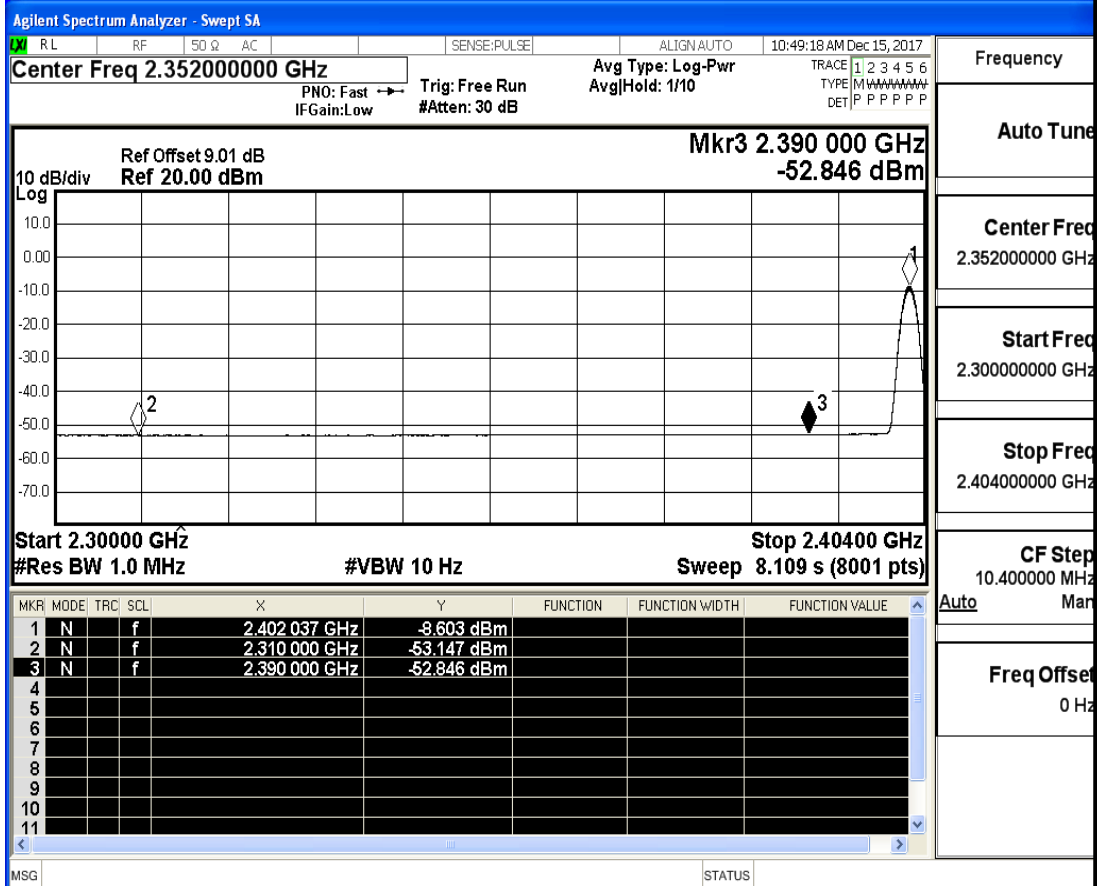 Agilent Spectrum Analyzer - Swept SA
LXI RL RF 50 Ω AC SENSE:PULSE ALIGN AUTO 10:49:18 AM Dec 15, 2017
Center Freq 2.352000000 GHz
PNO: Fast
IFGain:Low
Trig: Free Run
#Atten: 30 dB
Avg Type: Log-Pwr
Avg|Hold: 1/10
TRACE 1 2 3 4 5 6
TYPE M WWWWW
DET P P P P P P
Mkr3 2.390 000 GHz
-52.846 dBm
Ref Offset 9.01 dB
10 dB/div Ref 20.00 dBm
Log
10.0
0.00
-10.0
-20.0
-30.0
-40.0
-50.0
-60.0
-70.0
1
2
3
Start 2.30000 GHz Stop 2.40400 GHz
#Res BW 1.0 MHz #VBW 10 Hz Sweep 8.109 s (8001 pts)
MKR MODE TRC SCL X Y FUNCTION FUNCTION WIDTH FUNCTION VALUE
1 N f 2.402 037 GHz -8.603 dBm
2 N f 2.310 000 GHz -53.147 dBm
3 N f 2.390 000 GHz -52.846 dBm
4
5
6
7
8
9
10
11
MSG STATUS
Frequency
Auto Tune
Center Freq
2.352000000 GHz
Start Freq
2.300000000 GHz
Stop Freq
2.404000000 GHz
CF Step
10.400000 MHz
Auto Man
Freq Offset
0 Hz